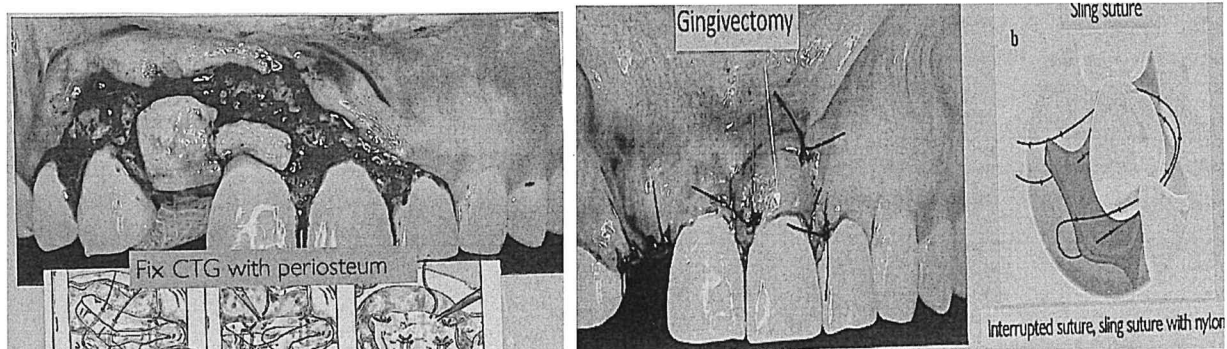 Fix CTG with periosteum
Gingivectomy
Sling suture
b
Interrupted suture, sling suture with nylon